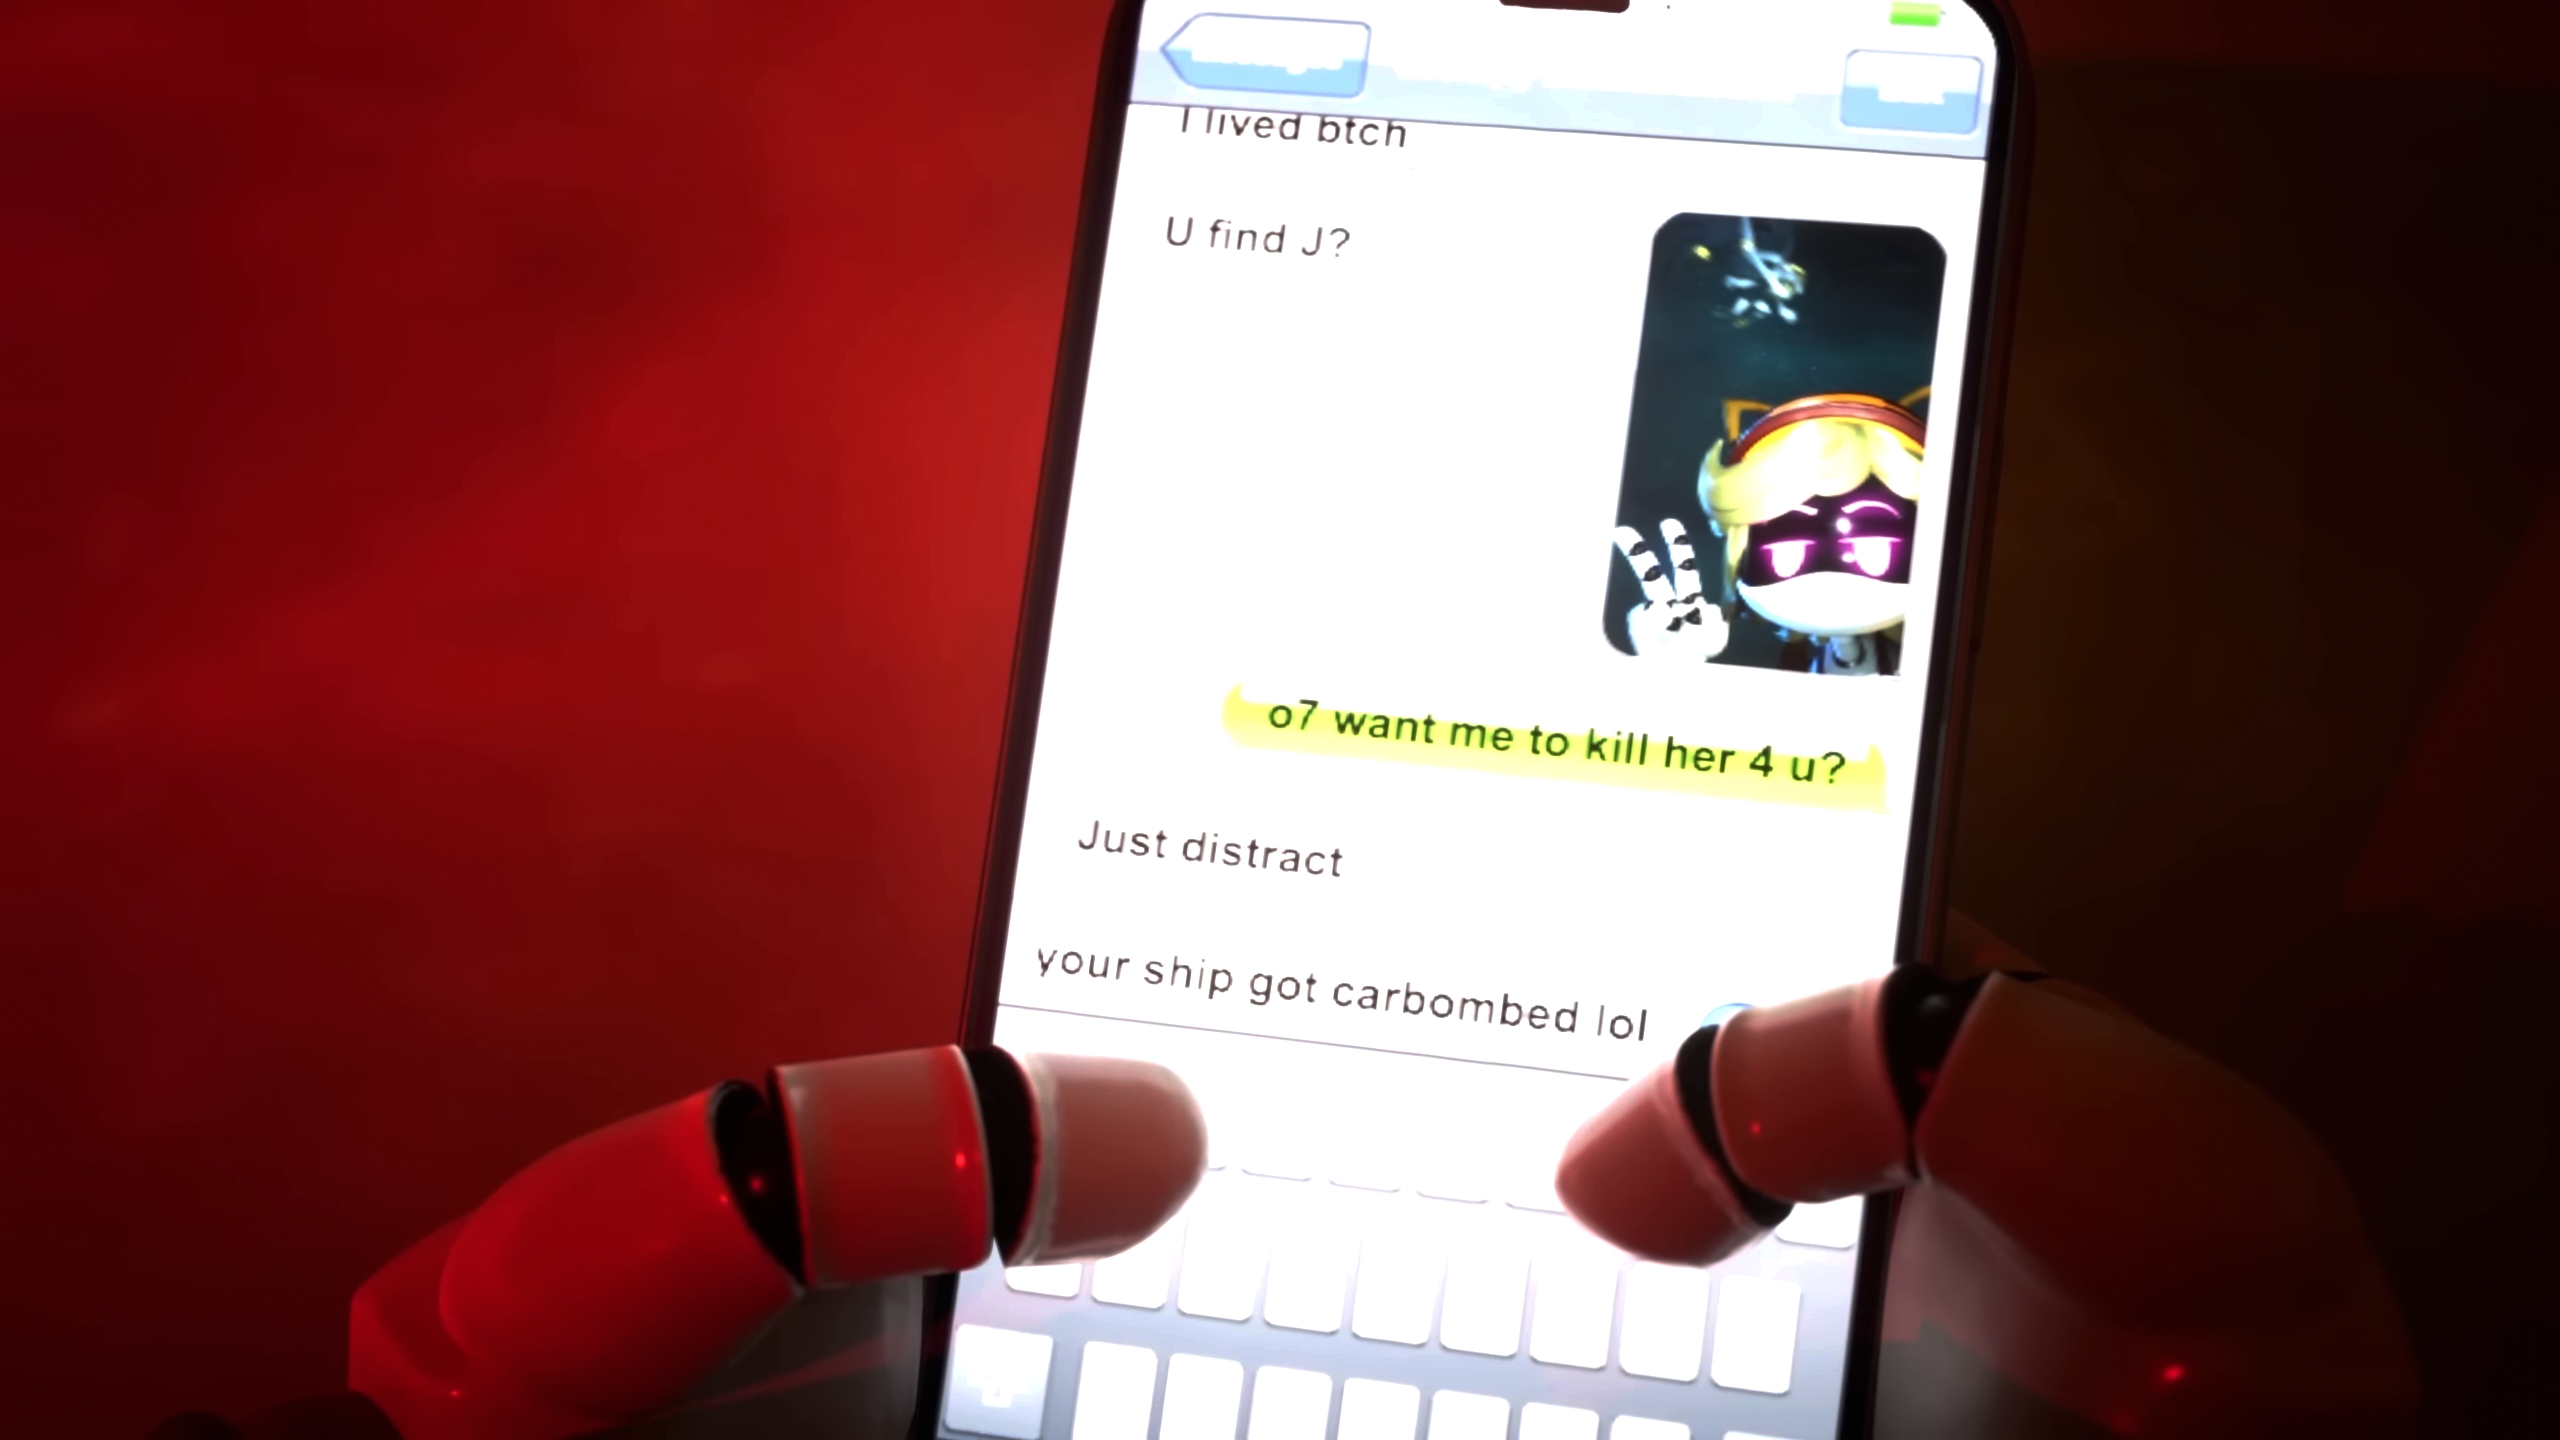 I lived btch
U find J?
o7 want me to kill her 4 u?
Just distract
your ship got carbombed lol